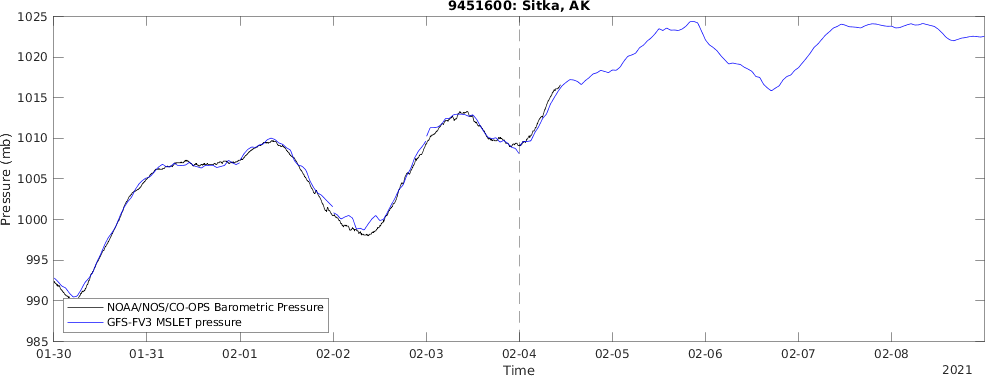 9451600: Sitka, AK
1025
1020
1015
1010
1005
1000
995
990
985
Pressure (mb)
NOAA/NOS/CO-OPS Barometric Pressure
GFS-FV3 MSLET pressure
01-30 01-31 02-01 02-02 02-03 02-04 02-05 02-06 02-07 02-08
Time
2021